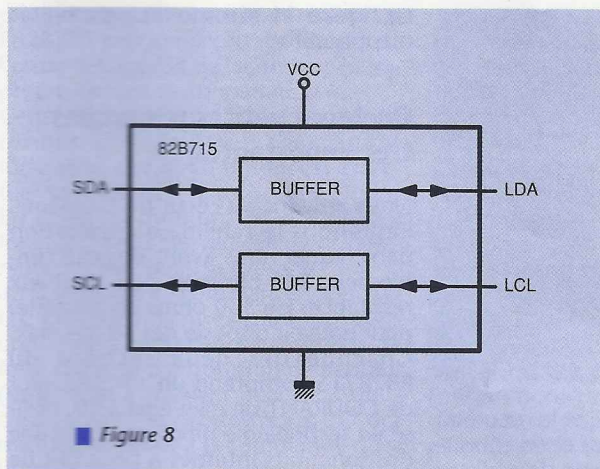 VCC
82B715
SDA BUFFER LDA
SCL BUFFER LCL
Figure 8